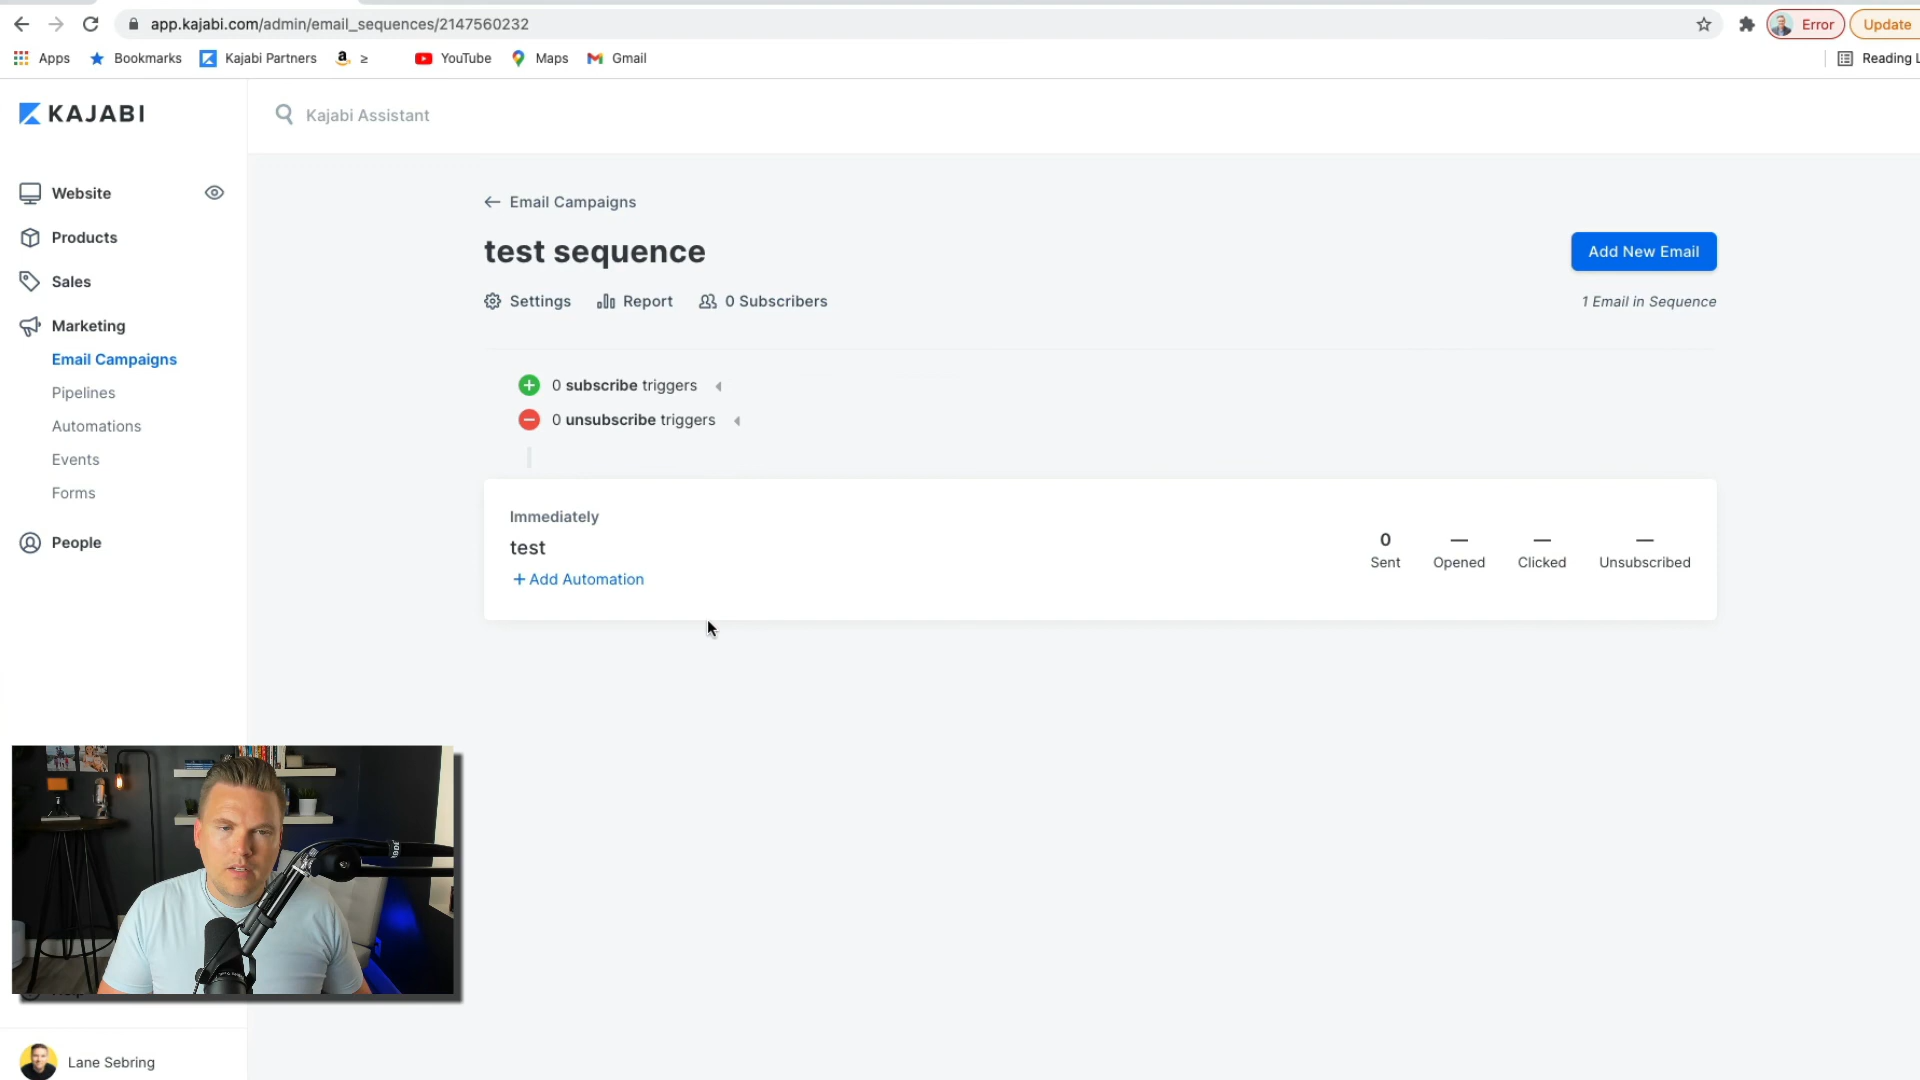 app.kajabi.com/admin/email_sequences/2147560232
Error
Update
Apps
Bookmarks
Kajabi Partners
≥
YouTube
Maps
Gmail
Reading L
KAJABI
Kajabi Assistant
Website
Products
Sales
Marketing
Email Campaigns
Pipelines
Automations
Events
Forms
People
Email Campaigns
test sequence
Add New Email
Settings
Report
0 Subscribers
1 Email in Sequence
0 subscribe triggers
0 unsubscribe triggers
Immediately
test
+ Add Automation
0
—
—
—
Sent
Opened
Clicked
Unsubscribed
Lane Sebring